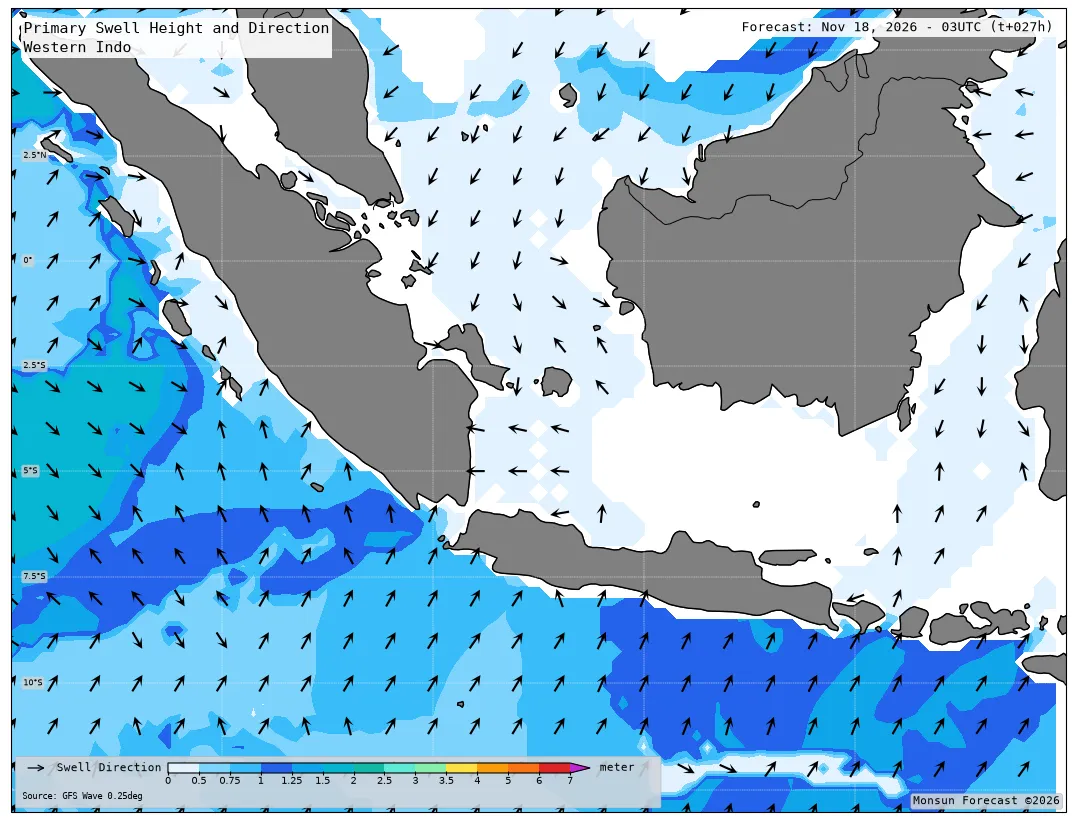 Primary Swell Height and Direction
Western Indo
Forecast: Nov 18, 2026 - 03UTC (t+027h)
2.5°N
0°
2.5°S
5°S
7.5°S
10°S
Swell Direction
0 0.5 0.75 1 1.25 1.5 2 2.5 3 3.5 4 5 6 7
meter
Source: GFS Wave 0.25deg
Monsun Forecast ©2026